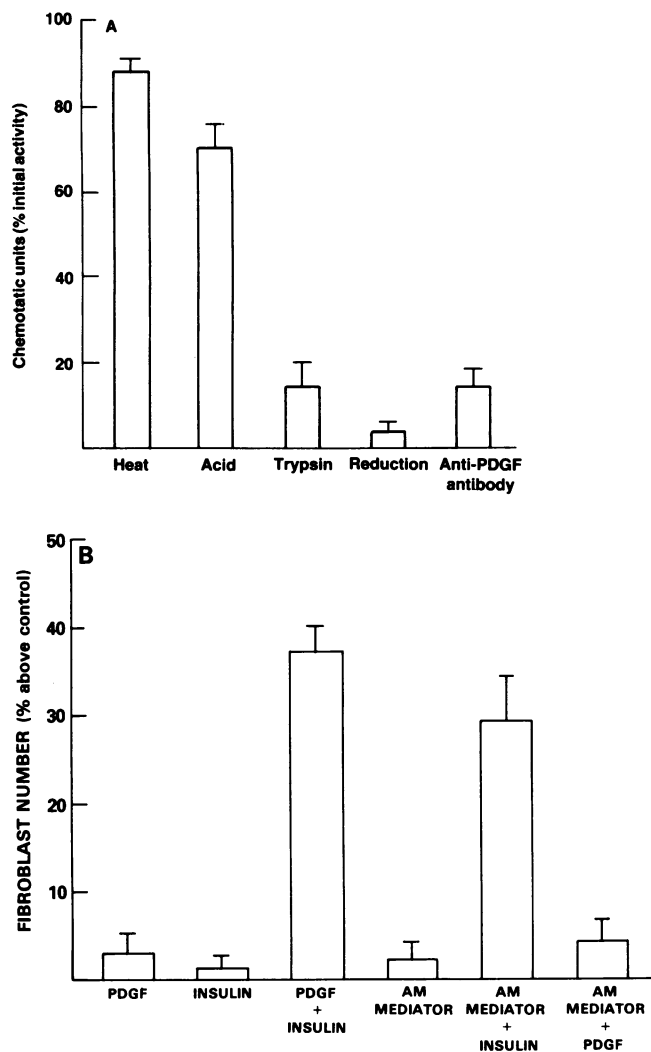 A
100
80
60
40
20
Chemotatic units (% initial activity)
Heat Acid Trypsin Reduction Anti-PDGF
antibody
B
50
40
30
20
10
FIBROBLAST NUMBER (% above control)
PDGF INSULIN PDGF AM AM AM
+ MEDIATOR MEDIATOR MEDIATOR
INSULIN + +
INSULIN PDGF